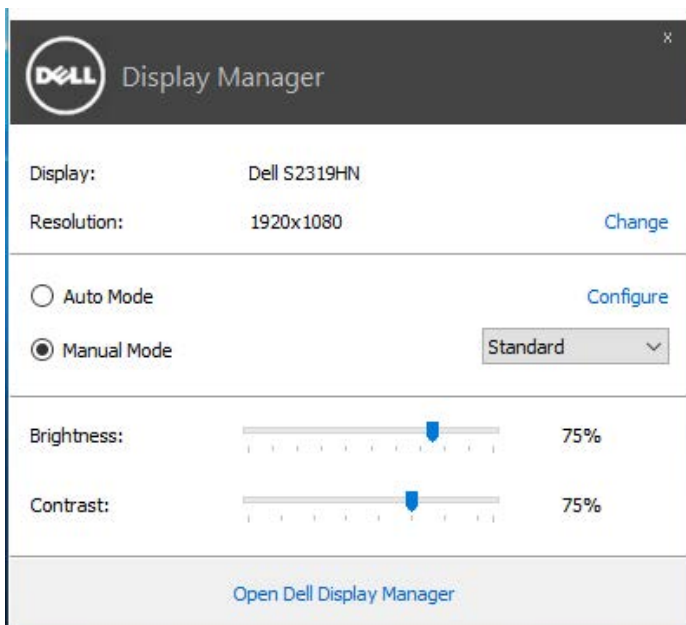 DELL Display Manager x
Display: Dell S2319HN
Resolution: 1920x1080 Change
Auto Mode Configure
Manual Mode Standard
Brightness: 75%
Contrast: 75%
Open Dell Display Manager